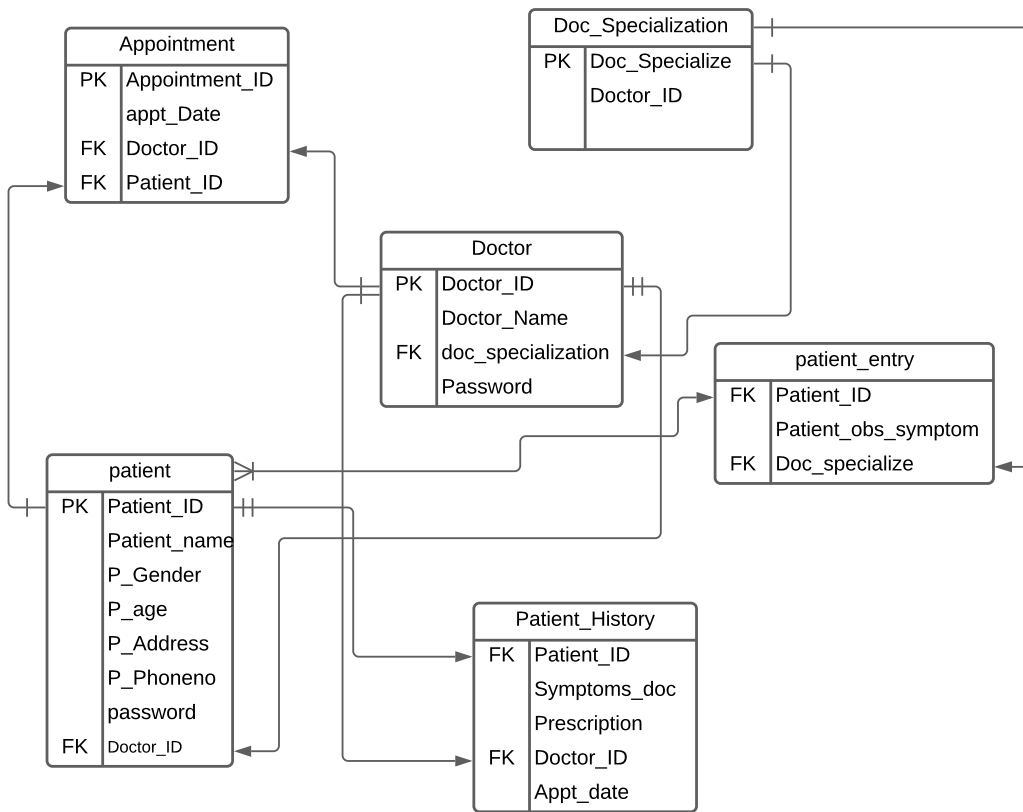 Appointment
PK Appointment_ID
appt_Date
FK Doctor_ID
FK Patient_ID
Doc_Specialization
PK Doc_Specialize
Doctor_ID
Doctor
PK Doctor_ID
Doctor_Name
FK doc_specialization
Password
patient_entry
FK Patient_ID
Patient_obs_symptom
FK Doc_specialize
patient
PK Patient_ID
Patient_name
P_Gender
P_age
P_Address
P_Phoneno
password
FK Doctor_ID
Patient_History
FK Patient_ID
Symptoms_doc
Prescription
FK Doctor_ID
Appt_date